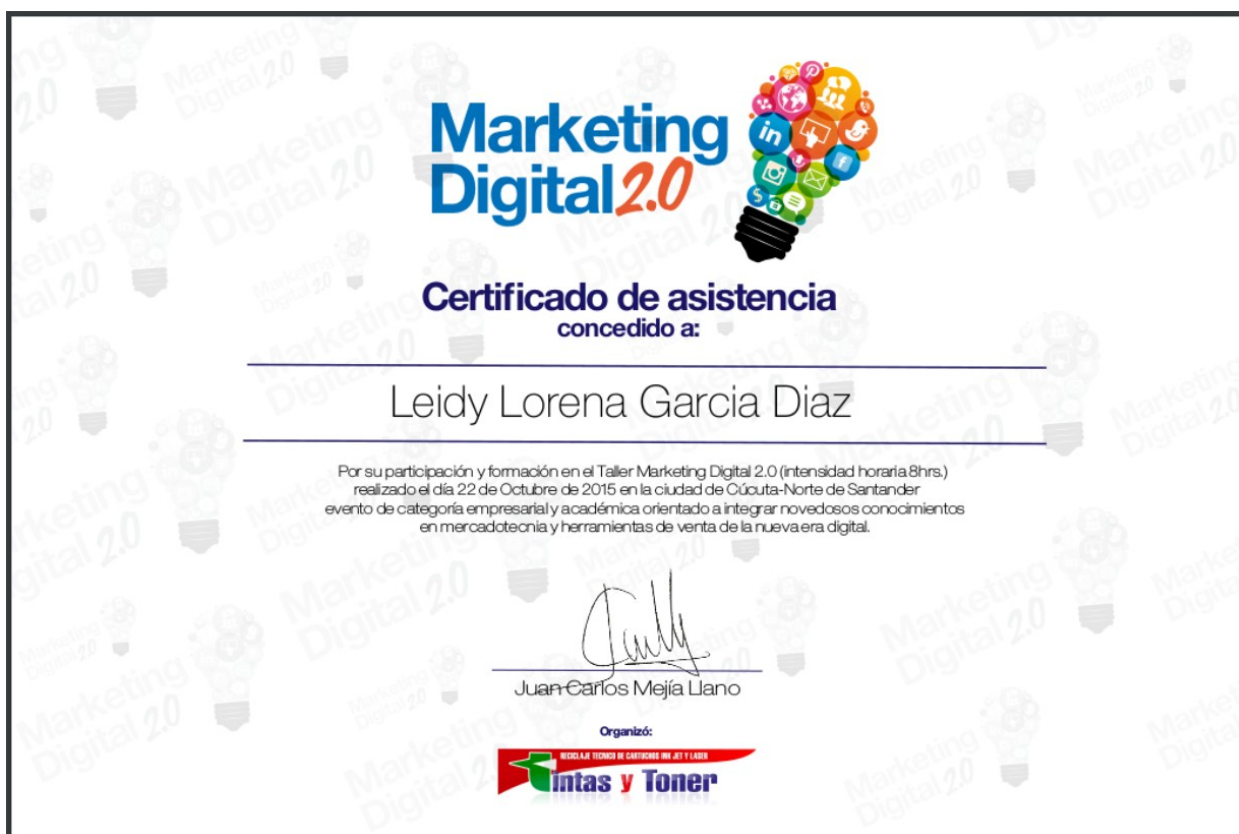 Marketing
Digital 2.0
Certificado de asistencia
concedido a:
Leidy Lorena Garcia Diaz
Por su participación y formación en el Taller Marketing Digital 2.0 (intensidad horaria 8hrs.)
realizado el día 22 de Octubre de 2015 en la ciudad de Cúcuta-Norte de Santander
evento de categoría empresarial y académica orientado a integrar novedosos conocimientos
en mercadotecnia y herramientas de venta de la nueva era digital.
Juan Carlos Mejía Llano
Organizó:
RECICLAJE TECNICO DE CARTUCHOS INK JET Y LASER
Tintas y Toner